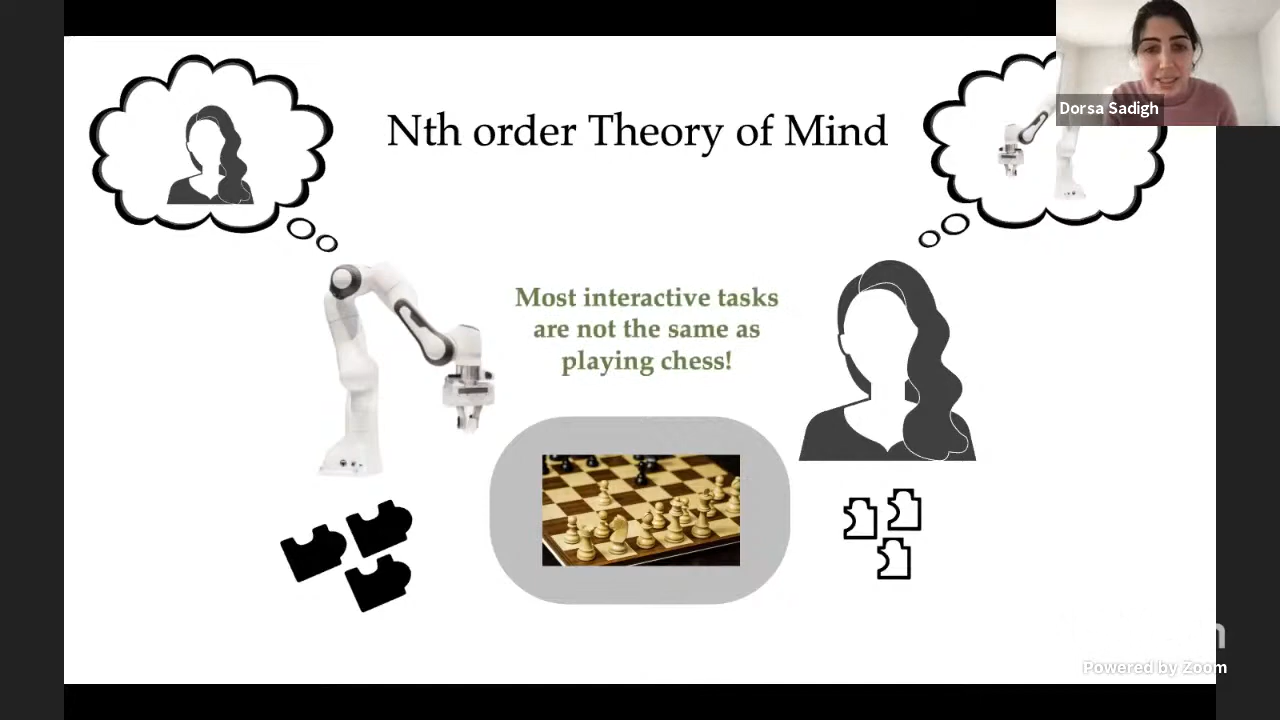 Dorsa Sadigh
Nth order Theory of Mind
Most interactive tasks
are not the same as
playing chess!
Powered by Zoom